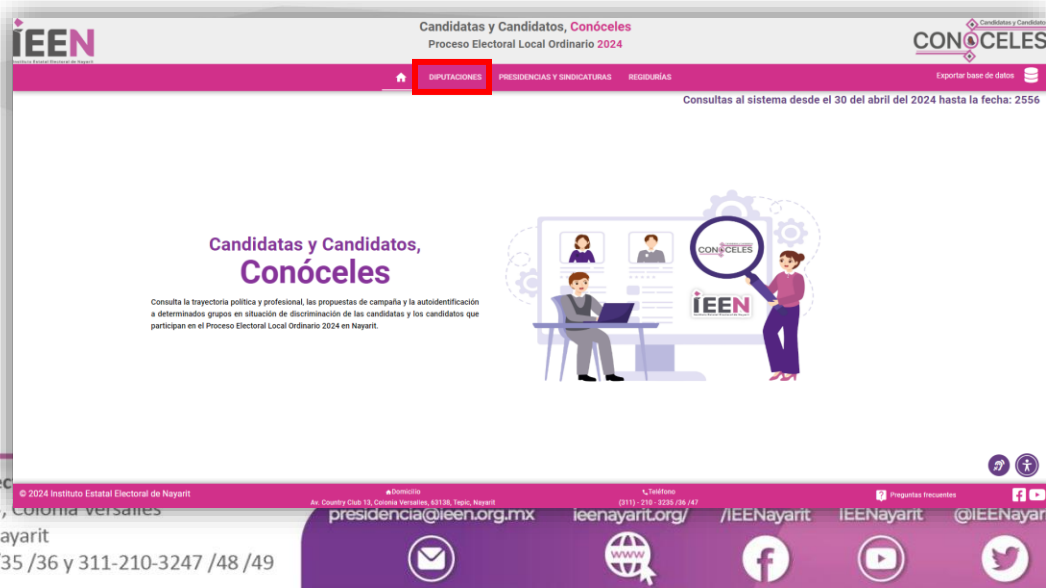 IEEN
Instituto Estatal Electoral de Nayarit
Candidatas y Candidatos, Conóceles
Proceso Electoral Local Ordinario 2024
Candidatas y Candidatos
CONÓCELES
DIPUTACIONES
PRESIDENCIAS Y SINDICATURAS
REGIDURÍAS
Exportar base de datos
Consultas al sistema desde el 30 del abril del 2024 hasta la fecha: 2556
Candidatas y Candidatos,
Conóceles
Consulta la trayectoria política y profesional, las propuestas de campaña y la autoidentificación
a determinados grupos en situación de discriminación de las candidatas y los candidatos que
participan en el Proceso Electoral Local Ordinario 2024 en Nayarit.
CONÓCELES
IEEN
© 2024 Instituto Estatal Electoral de Nayarit
Domicilio
Av. Country Club 13, Colonia Versalles, 63138, Tepic, Nayarit
Teléfono
(311) - 210 - 3235 /36 /47
Preguntas frecuentes
, Colonia Versalles
ayarit
35 /36 y 311-210-3247 /48 /49
presidencia@ieen.org.mx
ieenayarit.org/
/IEENayarit
IEENayarit
@IEENayar
www